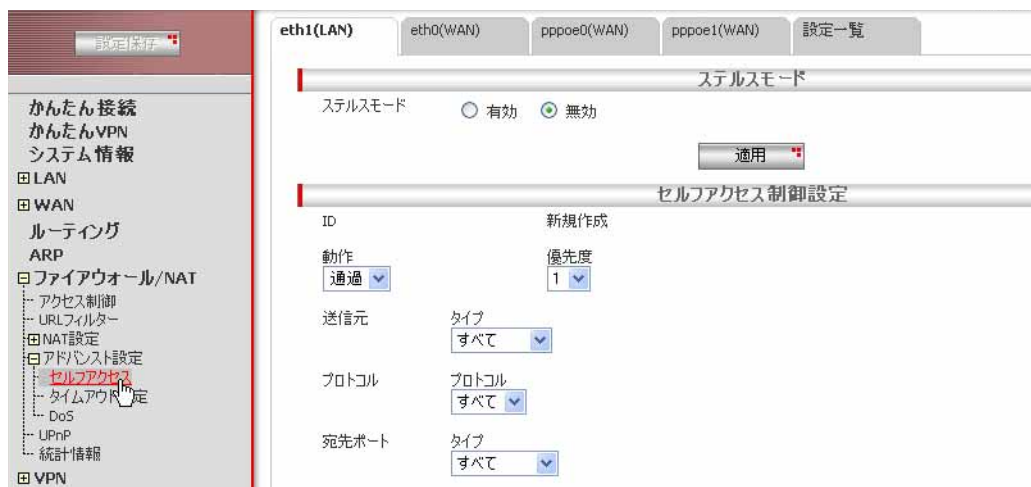 設定保存
かんたん接続
かんたんVPN
システム情報
LAN
WAN
ルーティング
ARP
ファイアウォール/NAT
アクセス制御
URLフィルター
NAT設定
アドバンスト設定
セルフアクセス
タイムアウト 定
DoS
UPnP
統計情報
VPN
eth1(LAN) eth0(WAN) pppoe0(WAN) pppoe1(WAN) 設定一覧
ステルスモード
ステルスモード 有効 無効
適用
セルフアクセス制御設定
ID 新規作成
動作 優先度
通過 1
送信元 タイプ
すべて
プロトコル プロトコル
すべて
宛先ポート タイプ
すべて